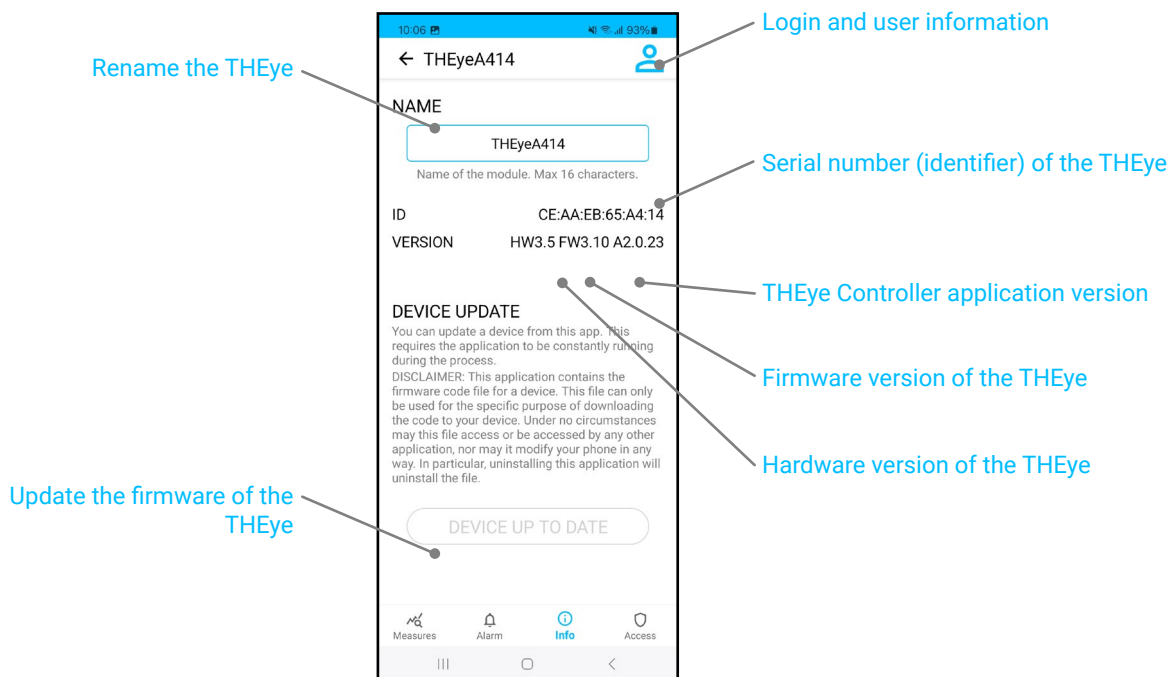 Login and user information
10:06
93%
THEyeA414
Rename the THEye
NAME
THEyeA414
Name of the module. Max 16 characters.
Serial number (identifier) of the THEye
ID CE:AA:EB:65:A4:14
VERSION HW3.5 FW3.10 A2.0.23
THEye Controller application version
DEVICE UPDATE
You can update a device from this app. This
requires the application to be constantly running
during the process.
DISCLAIMER: This application contains the
firmware code file for a device. This file can only
be used for the specific purpose of downloading
the code to your device. Under no circumstances
may this file access or be accessed by any other
application, nor may it modify your phone in any
way. In particular, uninstalling this application will
uninstall the file.
Firmware version of the THEye
Hardware version of the THEye
Update the firmware of the
THEye
DEVICE UP TO DATE
Measures Alarm Info Access